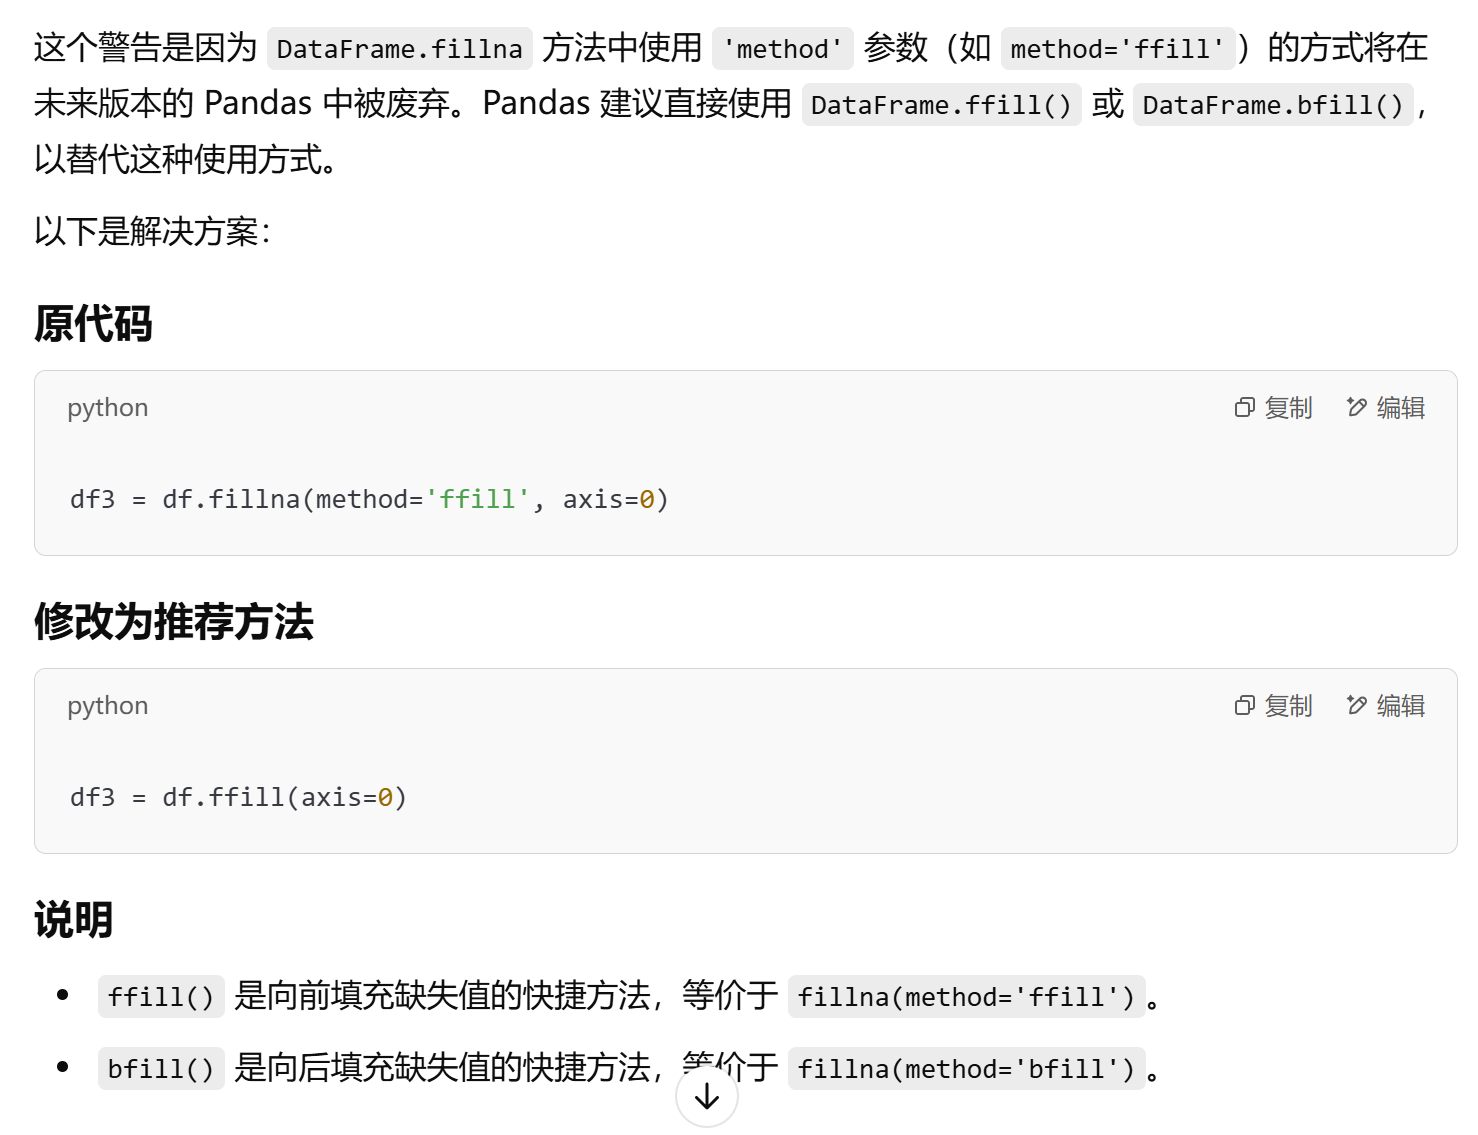 这个警告是因为 DataFrame.fillna 方法中使用 'method' 参数（如 method='ffill'）的方式将在
未来版本的 Pandas 中被废弃。Pandas 建议直接使用 DataFrame.ffill() 或 DataFrame.bfill()，
以替代这种使用方式。
以下是解决方案：
原代码
python 复制 编辑
df3 = df.fillna(method='ffill', axis=0)
修改为推荐方法
python 复制 编辑
df3 = df.ffill(axis=0)
说明
• ffill() 是向前填充缺失值的快捷方法，等价于 fillna(method='ffill')。
• bfill() 是向后填充缺失值的快捷方法，等价于 fillna(method='bfill')。